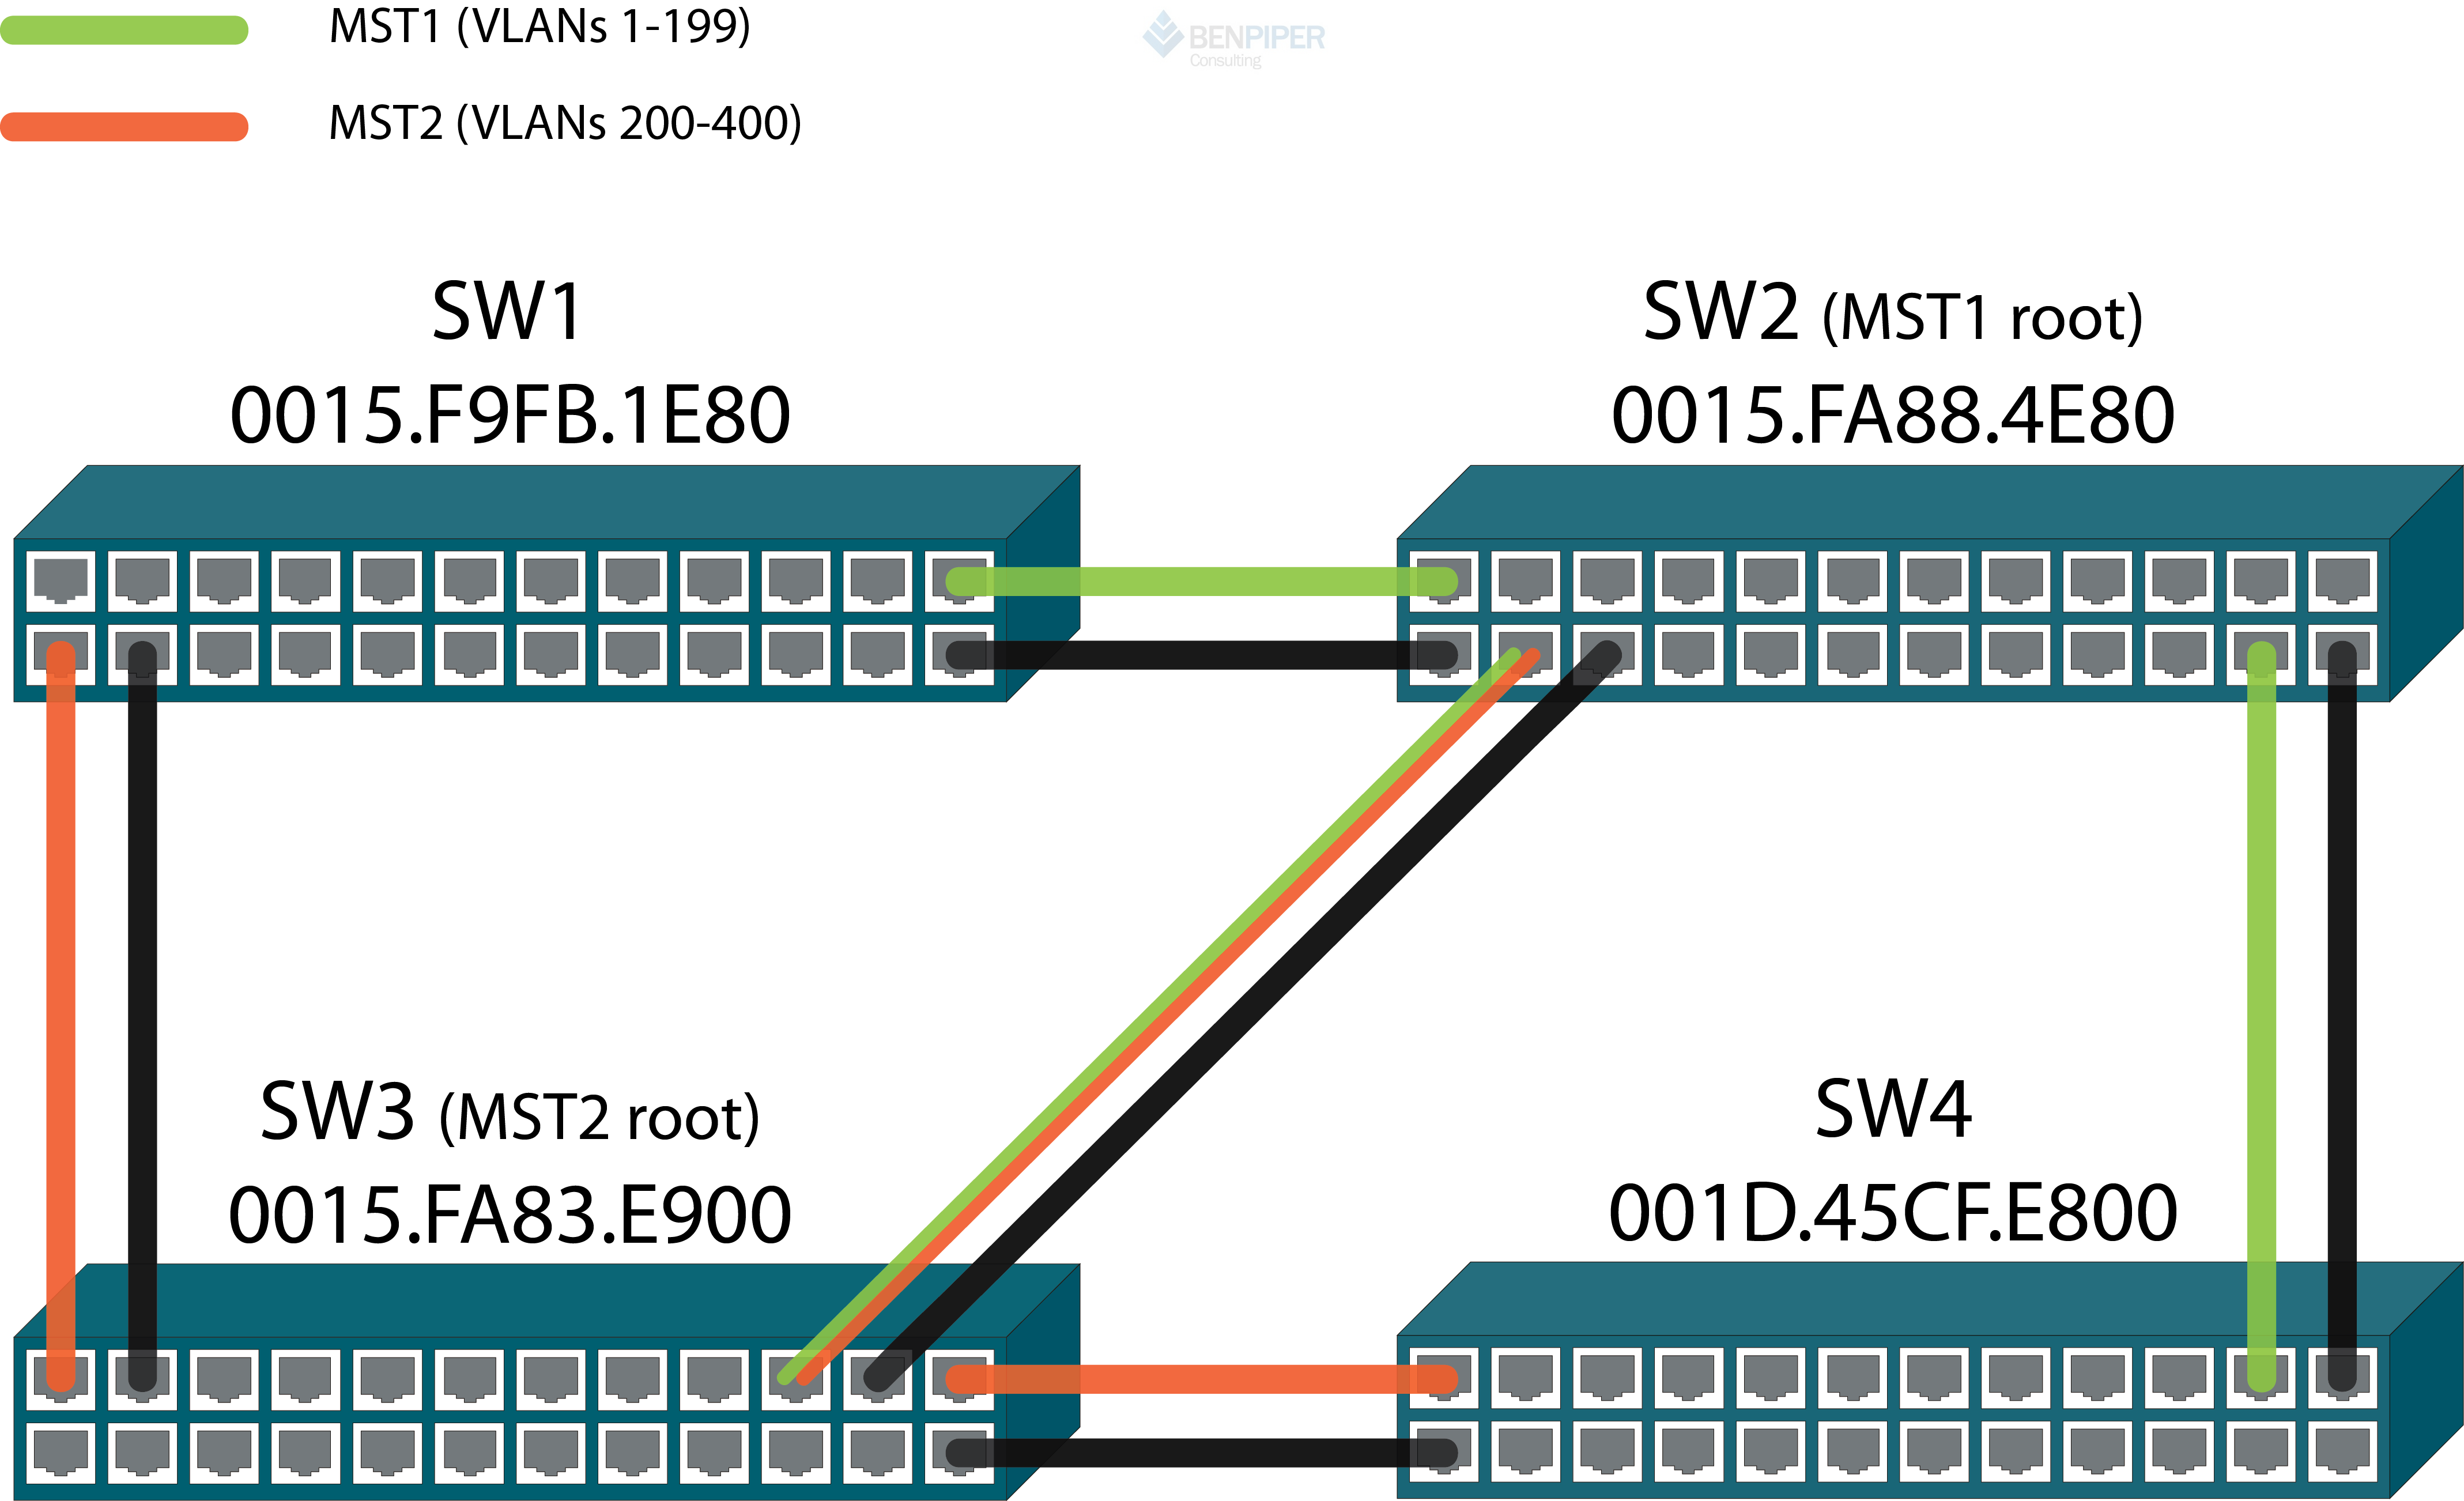 MST1 (VLANs 1-199)
BENPIPER
Consulting
MST2 (VLANs 200-400)
SW1
0015.F9FB.1E80
SW2 (MST1 root)
0015.FA88.4E80
SW3 (MST2 root)
0015.FA83.E900
SW4
001D.45CF.E800